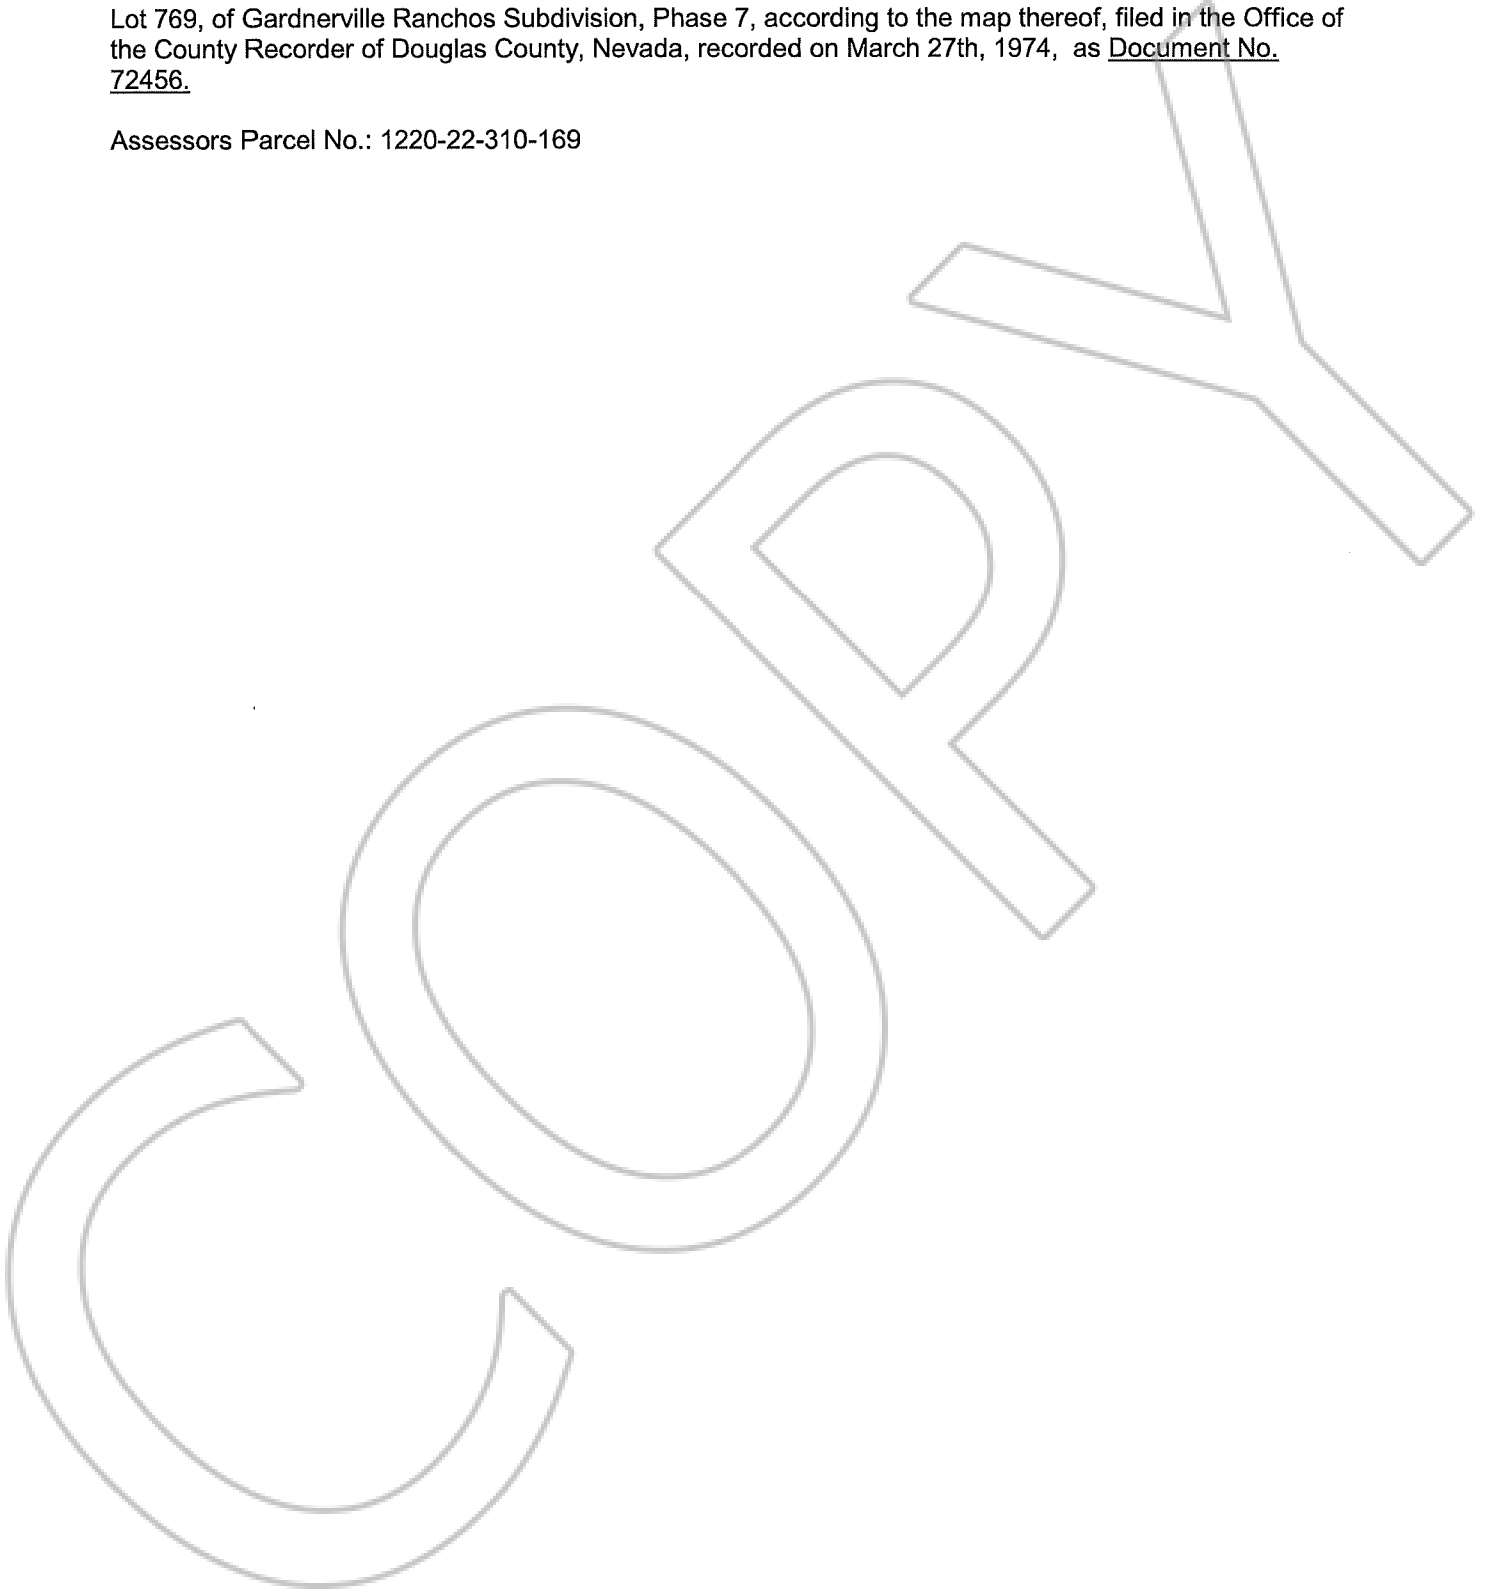 Lot 769, of Gardnerville Ranchos Subdivision, Phase 7, according to the map thereof, filed in the Office of
the County Recorder of Douglas County, Nevada, recorded on March 27th, 1974,  as Document No.
72456.
Assessors Parcel No.: 1220-22-310-169
COPY